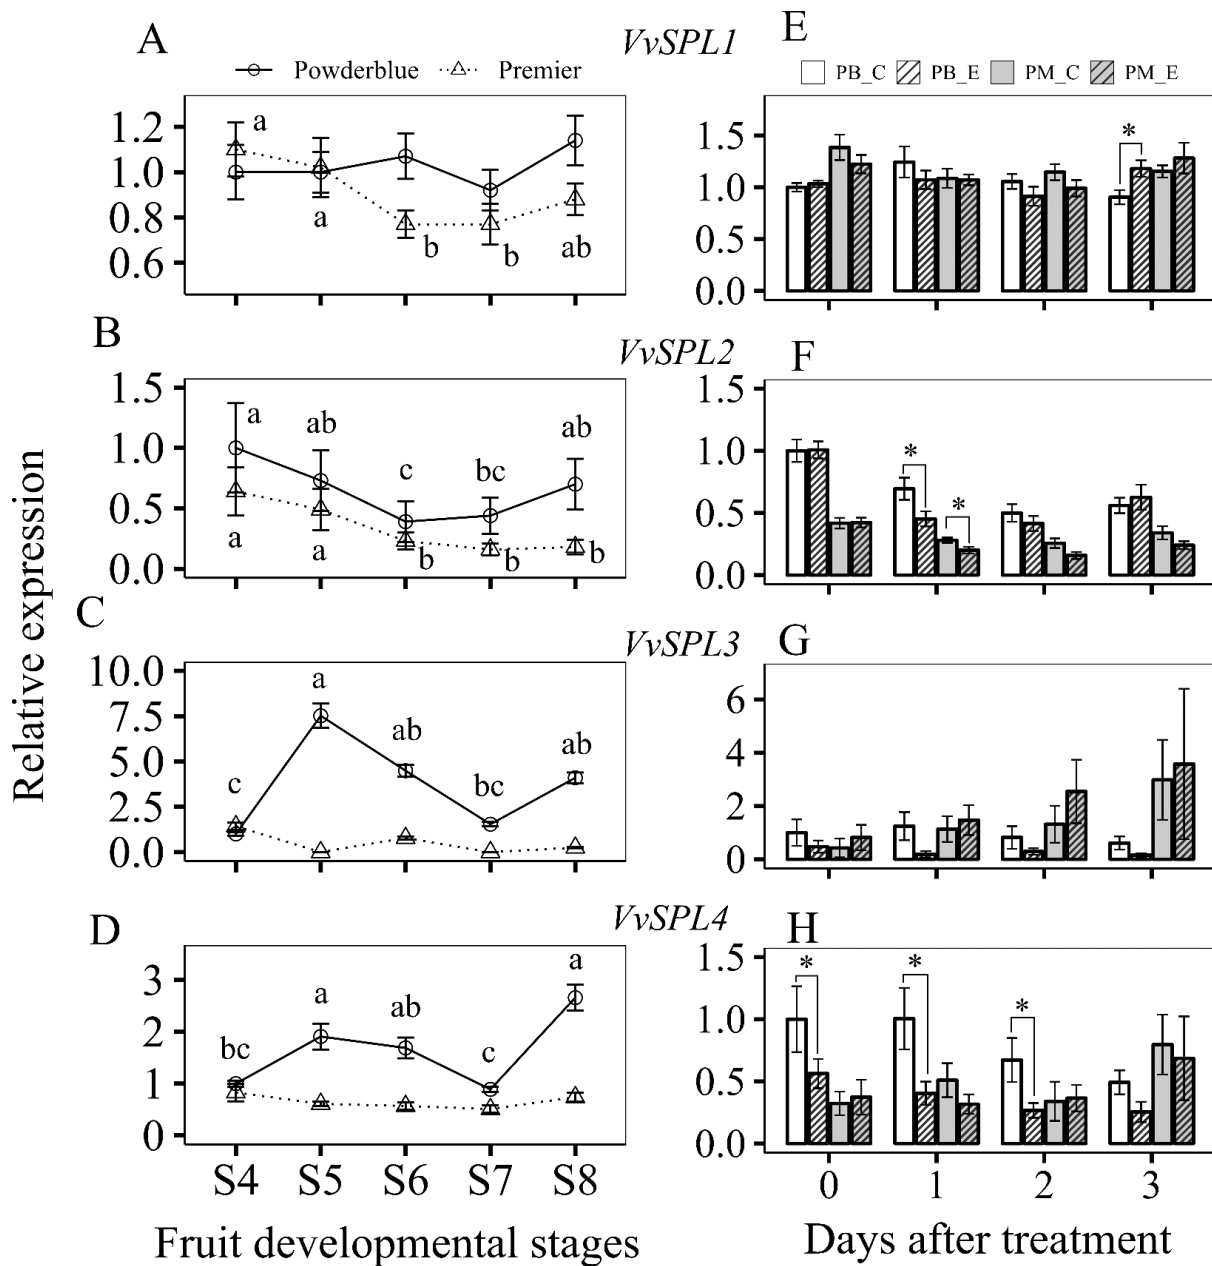 A
VvSPL1
E
Powderblue
Premier
PB_C
PB_E
PM_C
PM_E
1.2
1.0
0.8
0.6
a
a
b
b
ab
1.5
1.0
0.5
0.0
*
B
VvSPL2
F
1.5
1.0
0.5
0.0
a
ab
c
bc
ab
a
a
b
b
b
1.5
1.0
0.5
0.0
*
*
C
VvSPL3
G
10.0
7.5
5.0
2.5
0.0
c
a
ab
bc
ab
6
4
2
0
D
VvSPL4
H
3
2
1
0
bc
a
ab
c
a
1.5
1.0
0.5
0.0
*
*
*
S4 S5 S6 S7 S8
0 1 2 3
Relative expression
Fruit developmental stages
Days after treatment